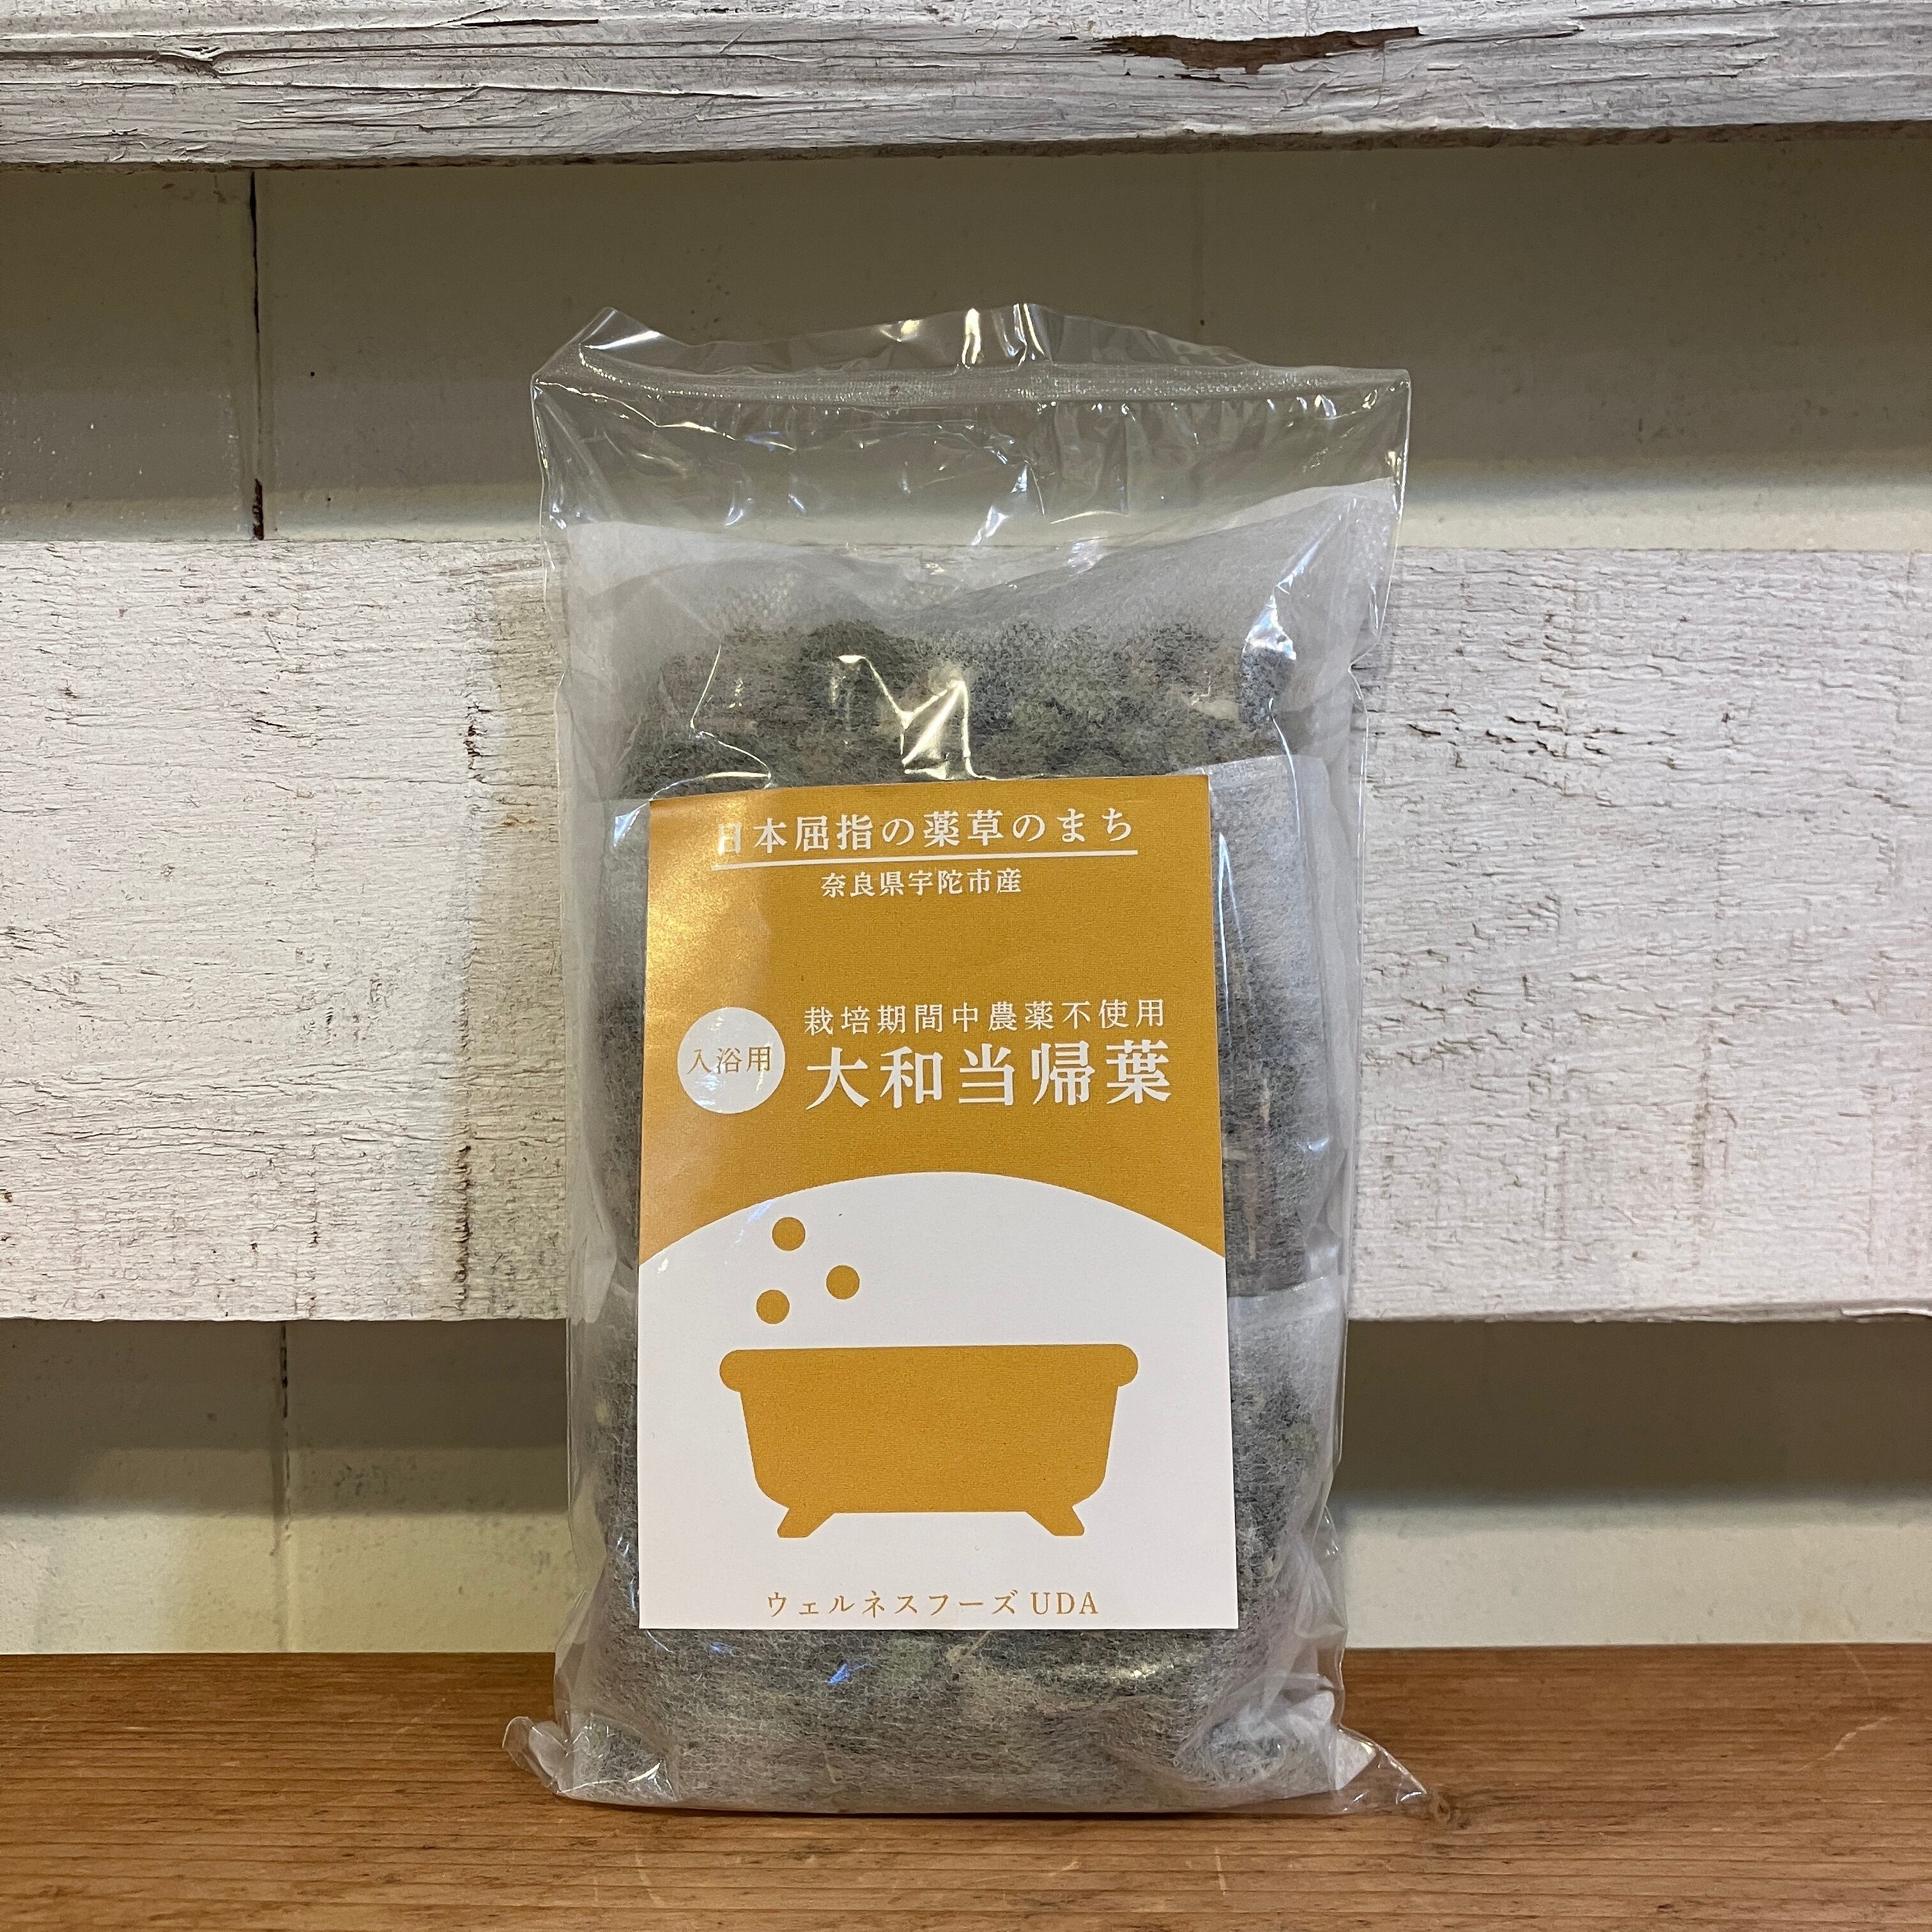 日本屈指の薬草のまち
奈良県宇陀市産
入浴用
栽培期間中農薬不使用
大和当帰葉
ウェルネスフーズ UDA